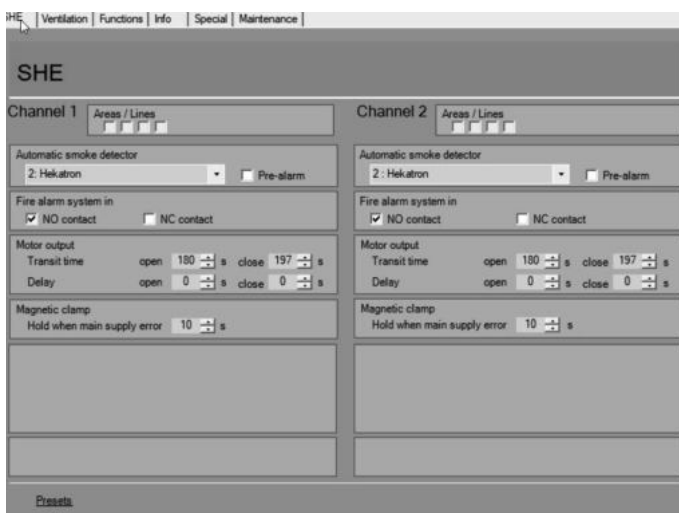 SHE | Ventilation | Functions | Info | Special | Maintenance |
SHE
Channel 1 Areas / Lines
Automatic smoke detector
2: Hekatron Pre-alarm
Fire alarm system in
NO contact NC contact
Motor output
Transit time open 180 s close 197 s
Delay open 0 s close 0 s
Magnetic clamp
Hold when main supply error 10 s
Channel 2 Areas / Lines
Automatic smoke detector
2 : Hekatron Pre-alarm
Fire alarm system in
NO contact NC contact
Motor output
Transit time open 180 s close 197 s
Delay open 0 s close 0 s
Magnetic clamp
Hold when main supply error 10 s
Presets